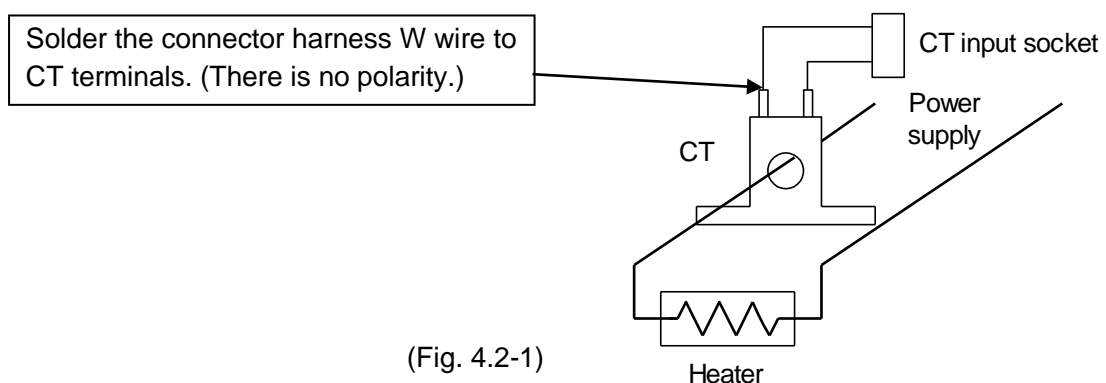 Solder the connector harness W wire to
CT terminals. (There is no polarity.)
CT input socket
Power
supply
CT
(Fig. 4.2-1)
Heater